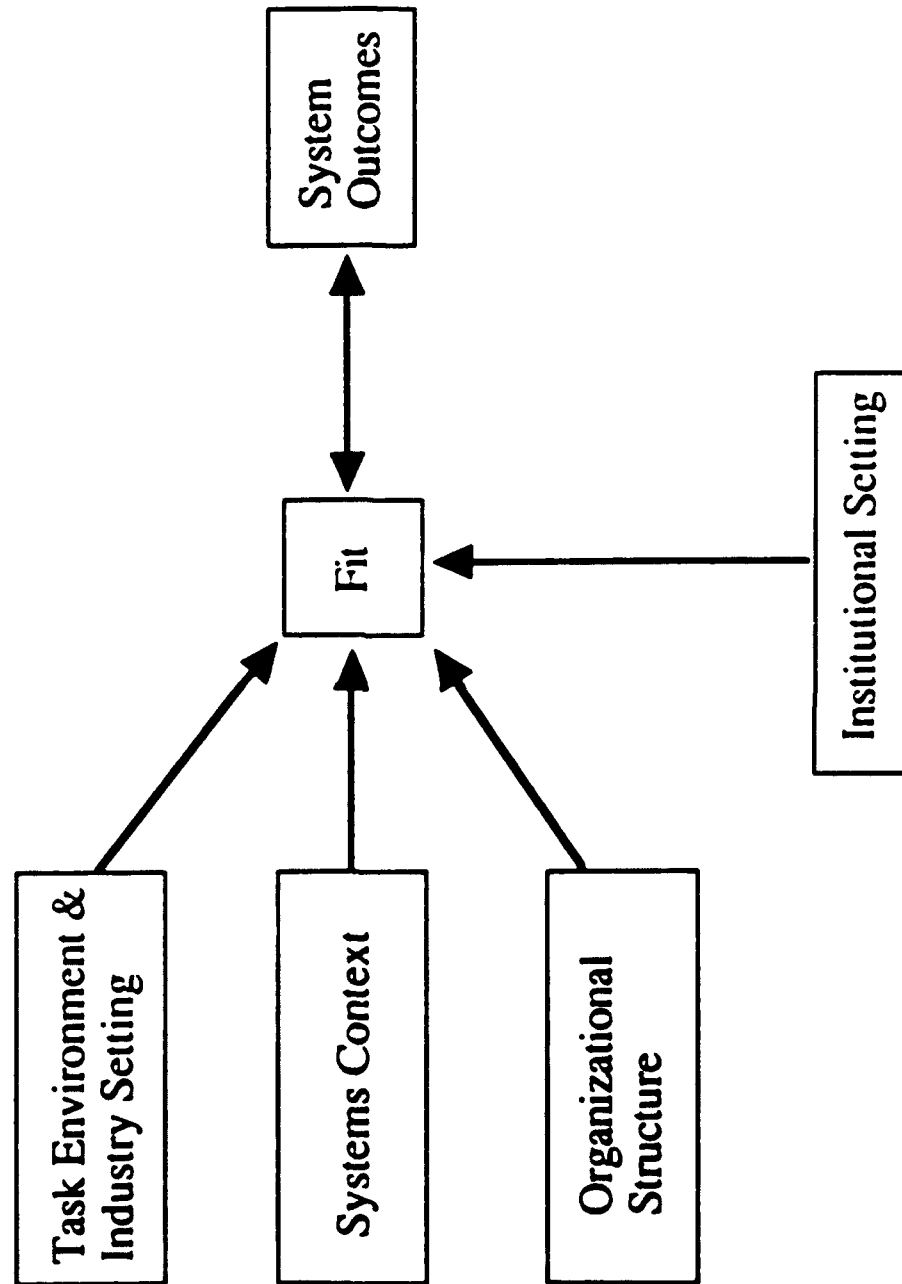 Task Environment &
Industry Setting
Systems Context
Organizational
Structure
Fit
System
Outcomes
Institutional Setting